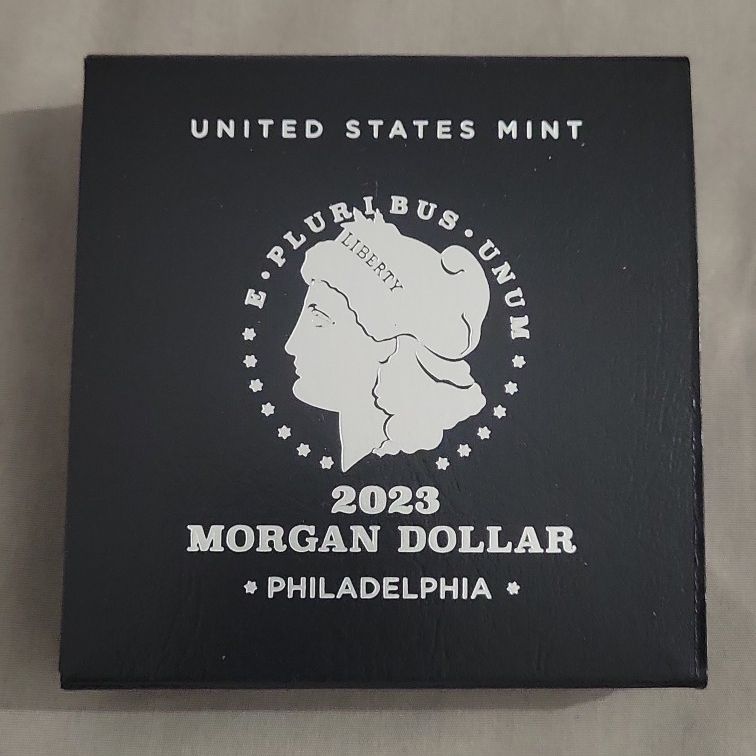 UNITED STATES MINT
E · PLURIBUS · UNUM
LIBERTY
2023
MORGAN DOLLAR
PHILADELPHIA